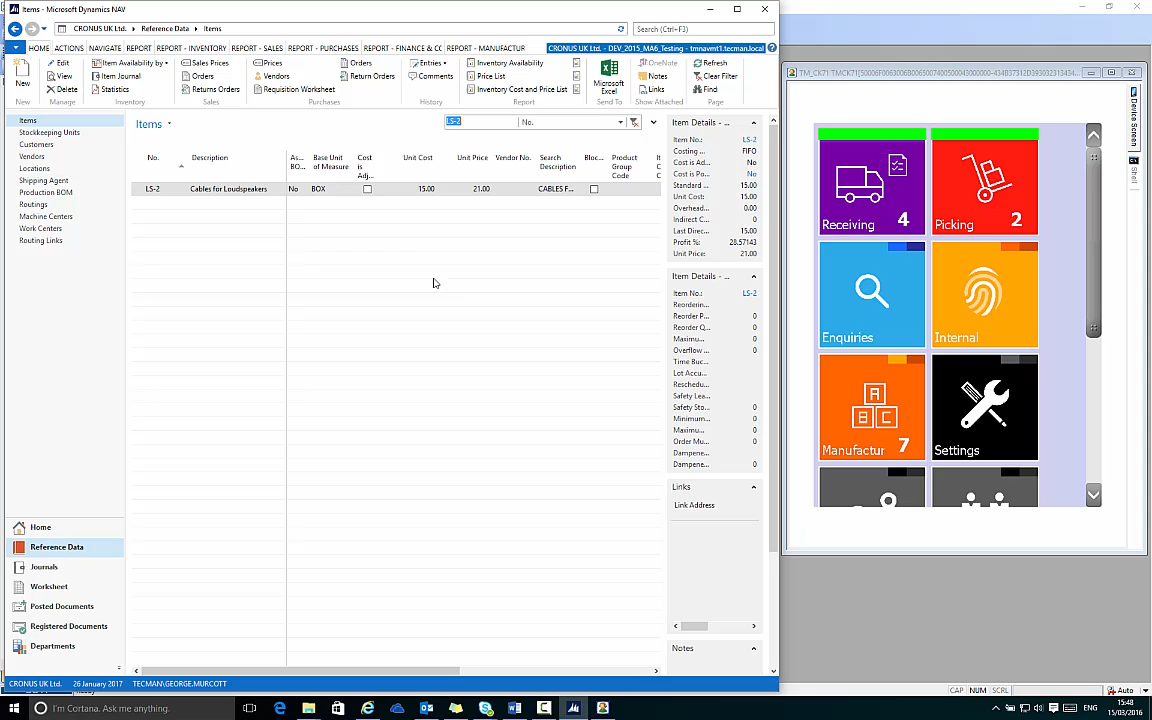 Items - Microsoft Dynamics NAV
CRONUS UK Ltd. Reference Data Items
Search (Ctrl+F3)
HOME ACTIONS NAVIGATE REPORT REPORT - INVENTORY REPORT - SALES REPORT - PURCHASES REPORT - FINANCE & CC REPORT - MANUFACTUR
CRONUS UK Ltd. - DEV_2015_MA6_Testing - tmnavmt1.tecman.local
New
Edit
View
Delete
Manage
Item Availability by
Item Journal
Statistics
Inventory
Sales Prices
Orders
Returns Orders
Sales
Prices
Vendors
Requisition Worksheet
Orders
Return Orders
Purchases
Entries
Comments
History
Inventory Availability
Price List
Inventory Cost and Price List
Report
Microsoft Excel
Send To
OneNote
Notes
Links
Show Attached
Refresh
Clear Filter
Find
Page
New
Items
Stockkeeping Units
Customers
Vendors
Locations
Shipping Agent
Production BOM
Routings
Machine Centers
Work Centers
Routing Links
Home
Reference Data
Journals
Worksheet
Posted Documents
Registered Documents
Departments
Items
LS-2
No.
No. Description As... BO... Base Unit of Measure Cost is Adj... Unit Cost Unit Price Vendor No. Search Description Bloc... Product Group Code
LS-2 Cables for Loudspeakers No BOX 15.00 21.00 CABLES F...
Item Details - ...
Item No.: LS-2
Costing ... FIFO
Cost is Ad... No
Cost is Po... No
Standard ... 15.00
Unit Cost: 15.00
Overhead... 0.00
Indirect C... 0
Last Direc... 15.00
Profit %: 28.57143
Unit Price: 21.00
Item Details - ...
Item No.: LS-2
Reorderin...
Reorder P... 0
Reorder Q... 0
Maximu... 0
Overflow ... 0
Time Buc...
Lot Accu...
Reschedu...
Safety Lea...
Safety Sto... 0
Minimum... 0
Maximu... 0
Order Mu... 0
Dampene...
Dampene... 0
Links
Link Address
Notes
CRONUS UK Ltd. 26 January 2017 TECMAN\GEORGE.MURCOTT
Device Screen
Shell
Receiving 4
Picking 2
Enquiries
Internal
Manufactur 7
Settings
CAP NUM SCRL
Auto
I'm Cortana. Ask me anything.
ENG
15:48
15/03/2016